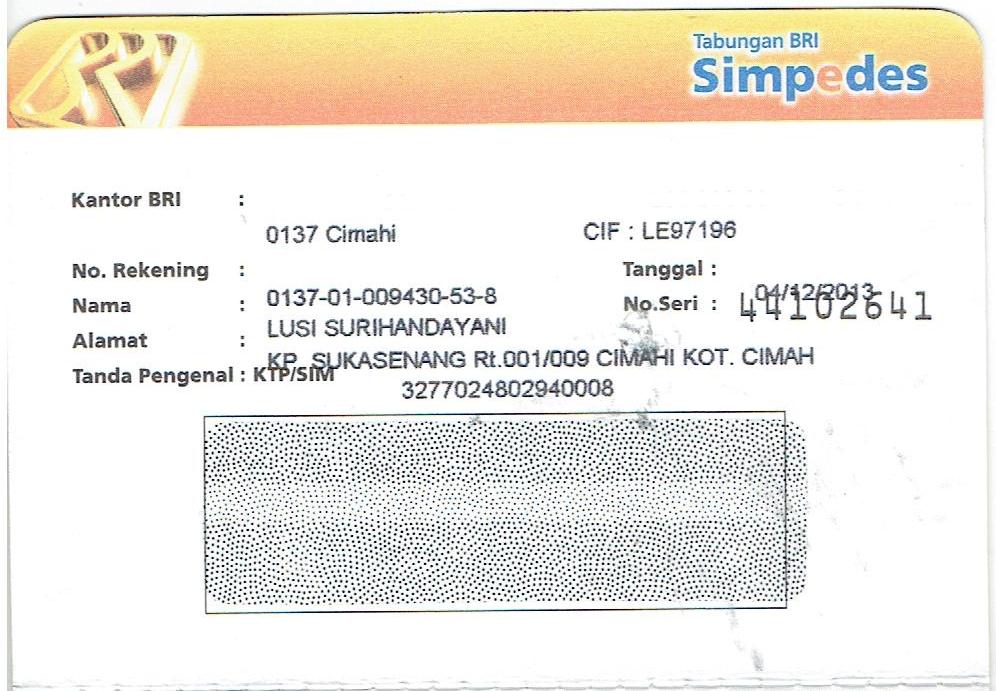 BRI
Tabungan BRI
Simpedes
Kantor BRI :
0137 Cimahi CIF : LE97196
No. Rekening : Tanggal :
0137-01-009430-53-8 04/12/2013
Nama : No.Seri : 44102641
LUSI SURIHANDAYANI
Alamat :
KP. SUKASENANG Rt.001/009 CIMAHI KOT. CIMAH
Tanda Pengenal : KTP/SIM
3277024802940008